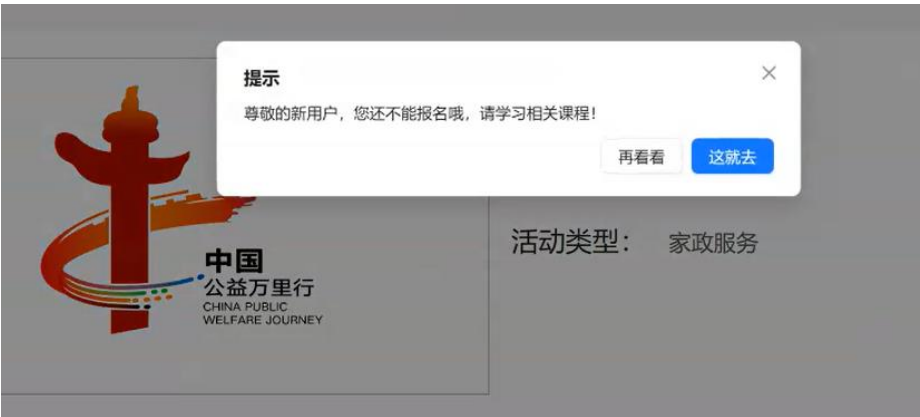 提示
尊敬的新用户，您还不能报名哦，请学习相关课程！
再看看
这就去
活动类型： 家政服务
中国
公益万里行
CHINA PUBLIC
WELFARE JOURNEY